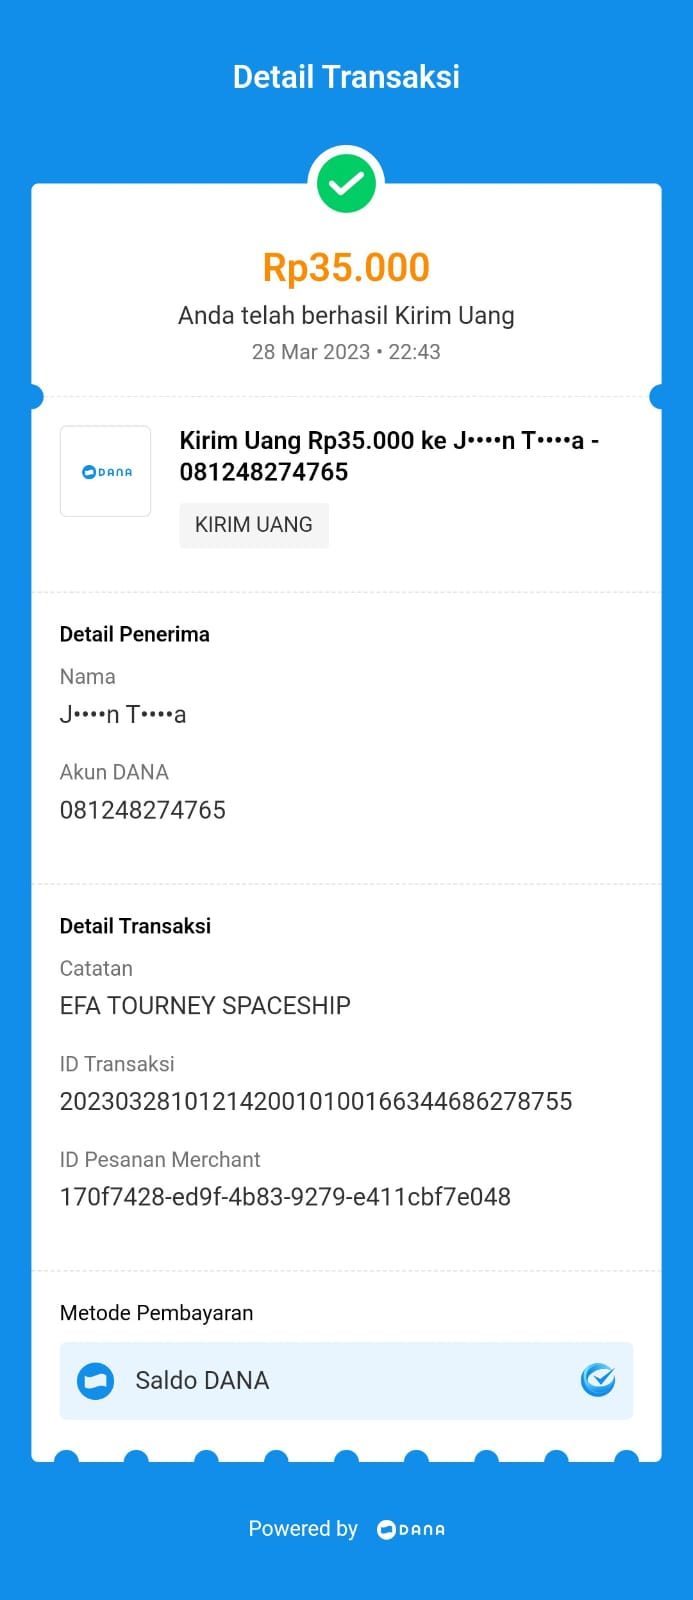 Detail Transaksi
Rp35.000
Anda telah berhasil Kirim Uang
28 Mar 2023 • 22:43
DANA
Kirim Uang Rp35.000 ke J••••n T••••a -
081248274765
KIRIM UANG
Detail Penerima
Nama
J••••n T••••a
Akun DANA
081248274765
Detail Transaksi
Catatan
EFA TOURNEY SPACESHIP
ID Transaksi
20230328101214200101001663446862​78755
ID Pesanan Merchant
170f7428-ed9f-4b83-9279-e411cbf7e048
Metode Pembayaran
Saldo DANA
Powered by DANA